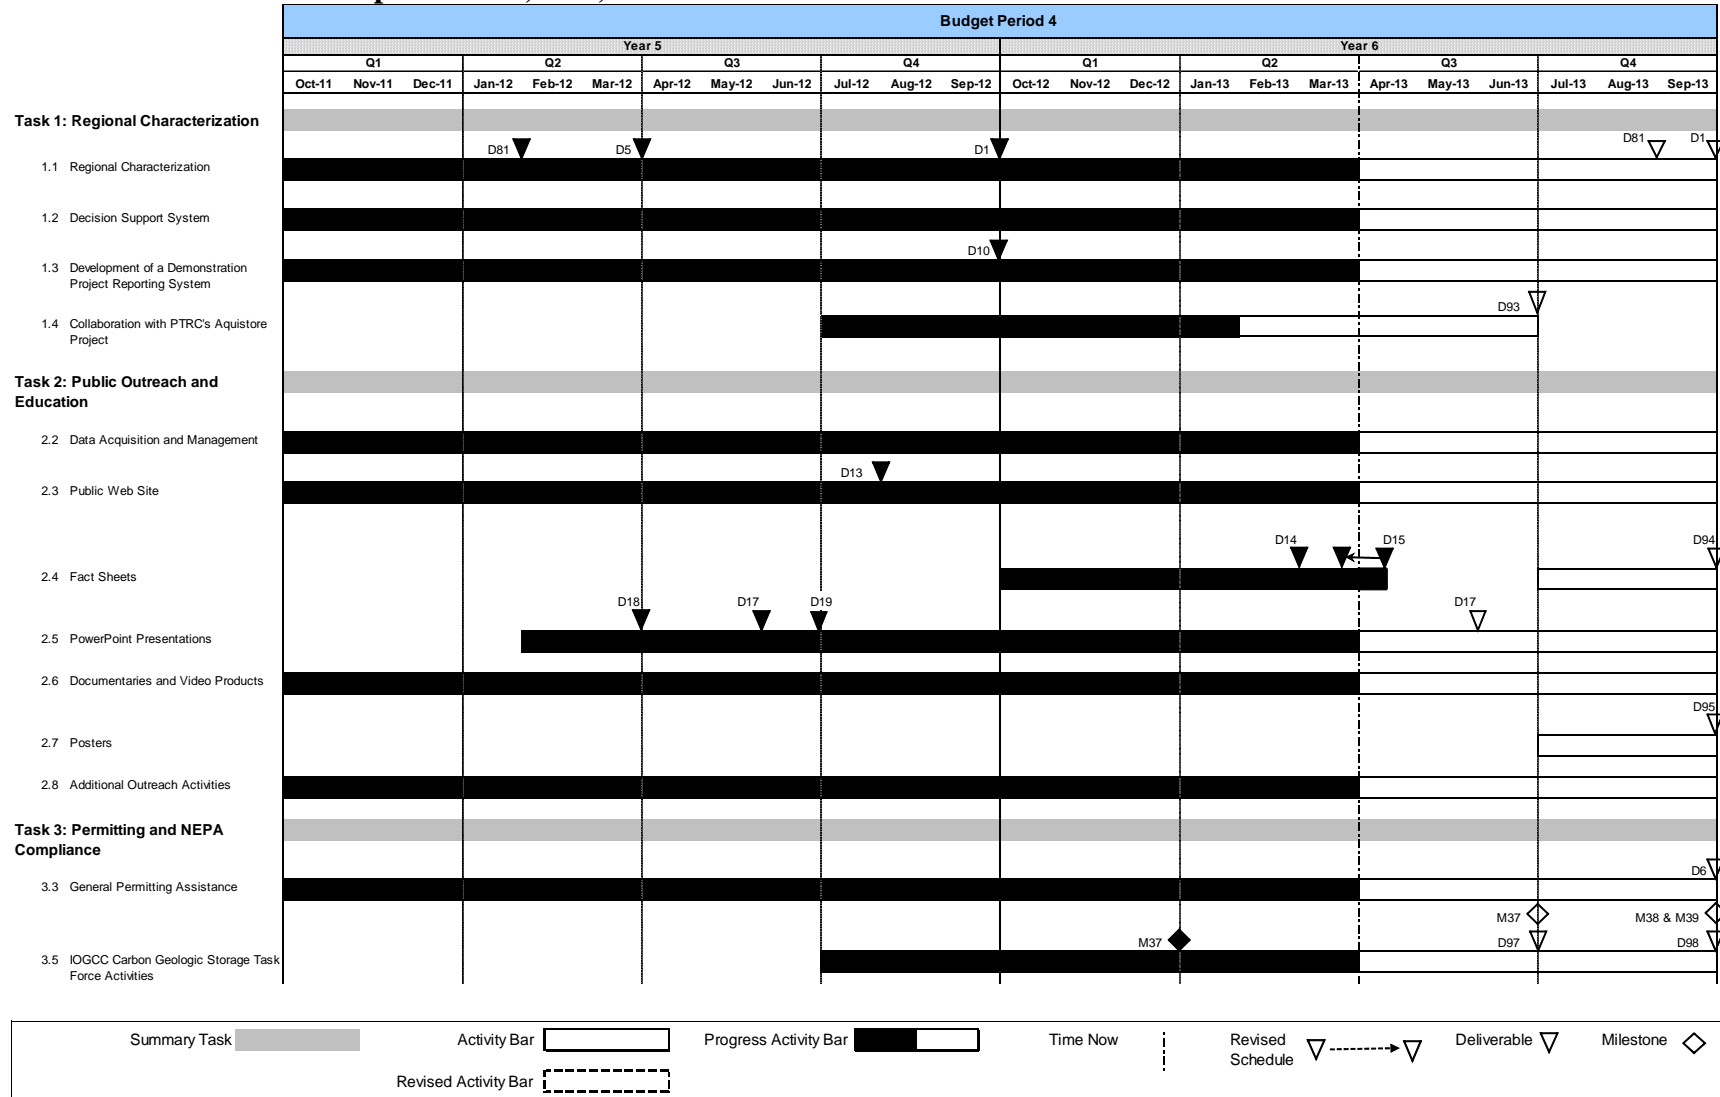 Budget Period 4
Year 5 Year 6
Q1 Q2 Q3 Q4 Q1 Q2 Q3 Q4
Oct-11 Nov-11 Dec-11 Jan-12 Feb-12 Mar-12 Apr-12 May-12 Jun-12 Jul-12 Aug-12 Sep-12 Oct-12 Nov-12 Dec-12 Jan-13 Feb-13 Mar-13 Apr-13 May-13 Jun-13 Jul-13 Aug-13 Sep-13
Task 1: Regional Characterization
D81 D5 D1 D81 D1
1.1 Regional Characterization
1.2 Decision Support System
D10
1.3 Development of a Demonstration
Project Reporting System
D93
1.4 Collaboration with PTRC's Aquistore
Project
Task 2: Public Outreach and
Education
2.2 Data Acquisition and Management
D13
2.3 Public Web Site
D14 D15 D94
2.4 Fact Sheets
D18 D17 D19 D17
2.5 PowerPoint Presentations
2.6 Documentaries and Video Products
D95
2.7 Posters
2.8 Additional Outreach Activities
Task 3: Permitting and NEPA
Compliance
D6
3.3 General Permitting Assistance
M37 M38 & M39
M37 D97 D98
3.5 IOGCC Carbon Geologic Storage Task
Force Activities
Summary Task Activity Bar Progress Activity Bar Time Now Revised
Schedule Deliverable Milestone
Revised Activity Bar